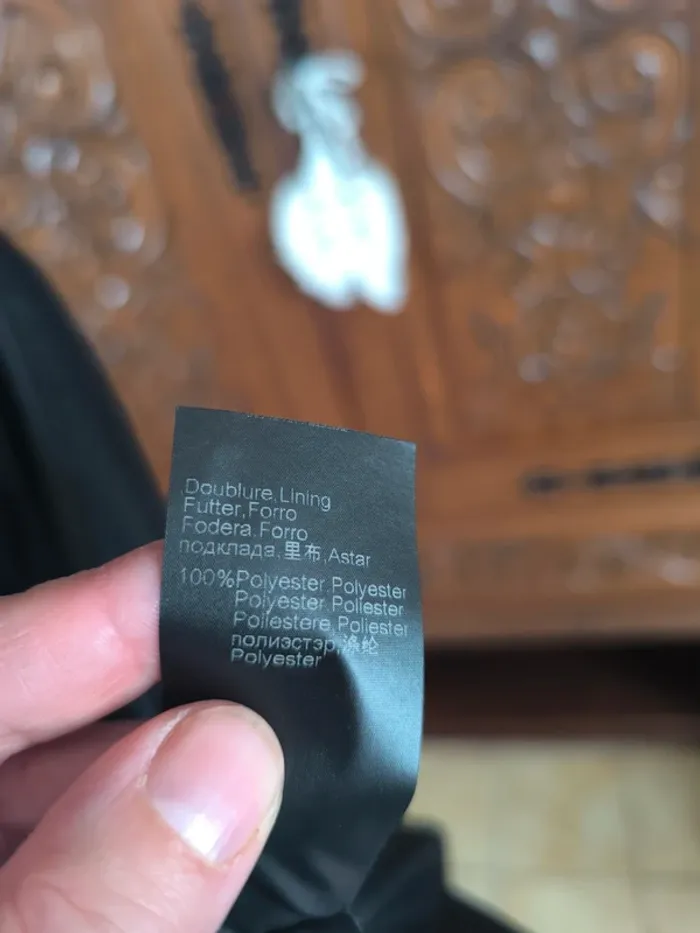 Doublure,Lining
Futter,Forro
Fodera,Forro
подклада,里布,Astar
100%Polyester,Polyester
Polyester,Poliester
Poliestere,Poliester
полиэстэр,涤纶
Polyester